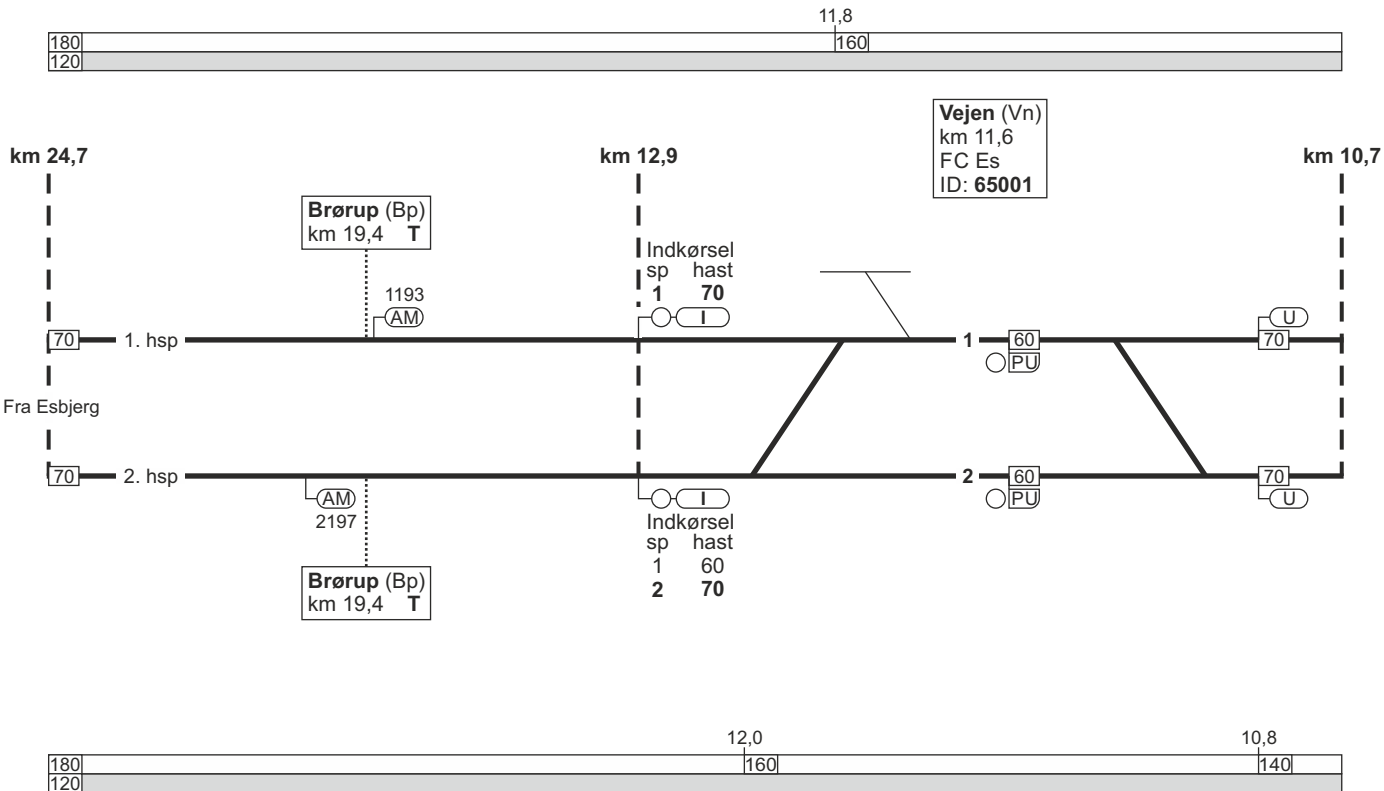 11,8
180 160
120
Vejen (Vn)
km 11,6
FC Es
ID: 65001
km 24,7 km 12,9 km 10,7
Brørup (Bp)
km 19,4 T
Indkørsel
sp hast
1 70
1193
AM I U
70 1. hsp 1 60 70
PU
Fra Esbjerg
70 2. hsp 2 60 70
AM I PU U
2197
Indkørsel
sp hast
1 60
2 70
Brørup (Bp)
km 19,4 T
12,0 10,8
180 160 140
120